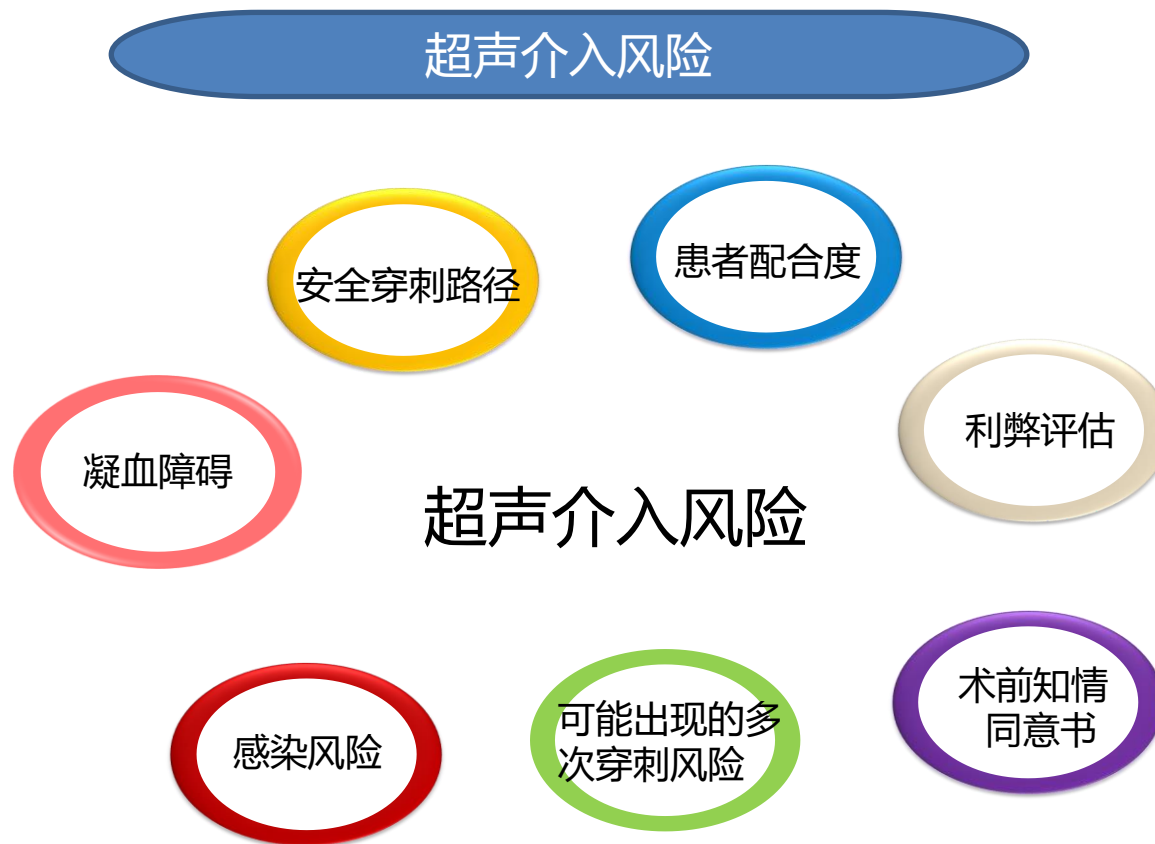 超声介入风险
患者配合度
安全穿刺路径
利弊评估
凝血障碍
超声介入风险
术前知情
同意书
可能出现的多
次穿刺风险
感染风险